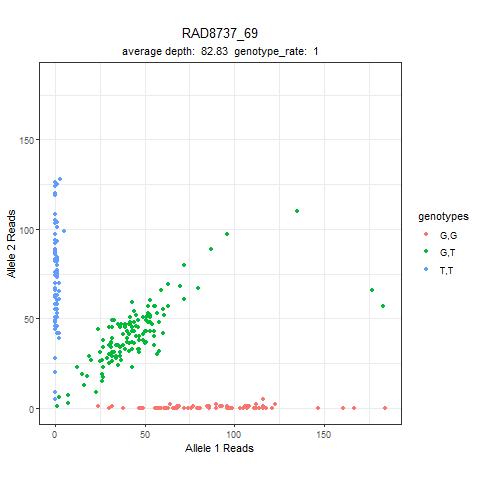 RAD8737_69
average depth: 82.83 genotype_rate: 1
Allele 2 Reads
150
100
50
0
0 50 100 150
Allele 1 Reads
genotypes
G,G
G,T
T,T